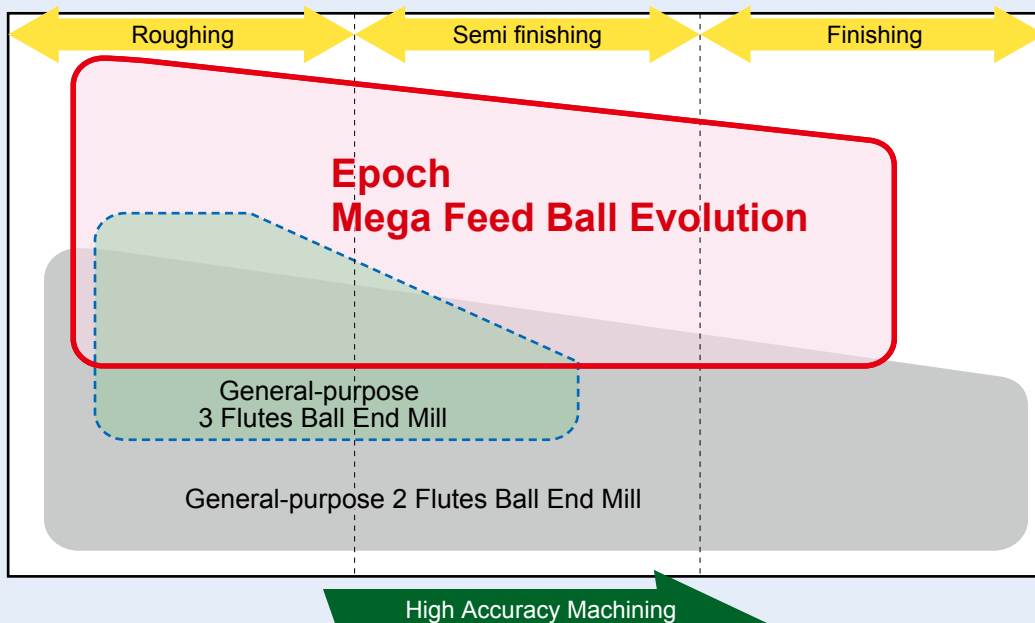 Roughing
Semi finishing
Finishing
Epoch
Mega Feed Ball Evolution
General-purpose
3 Flutes Ball End Mill
General-purpose 2 Flutes Ball End Mill
High Accuracy Machining